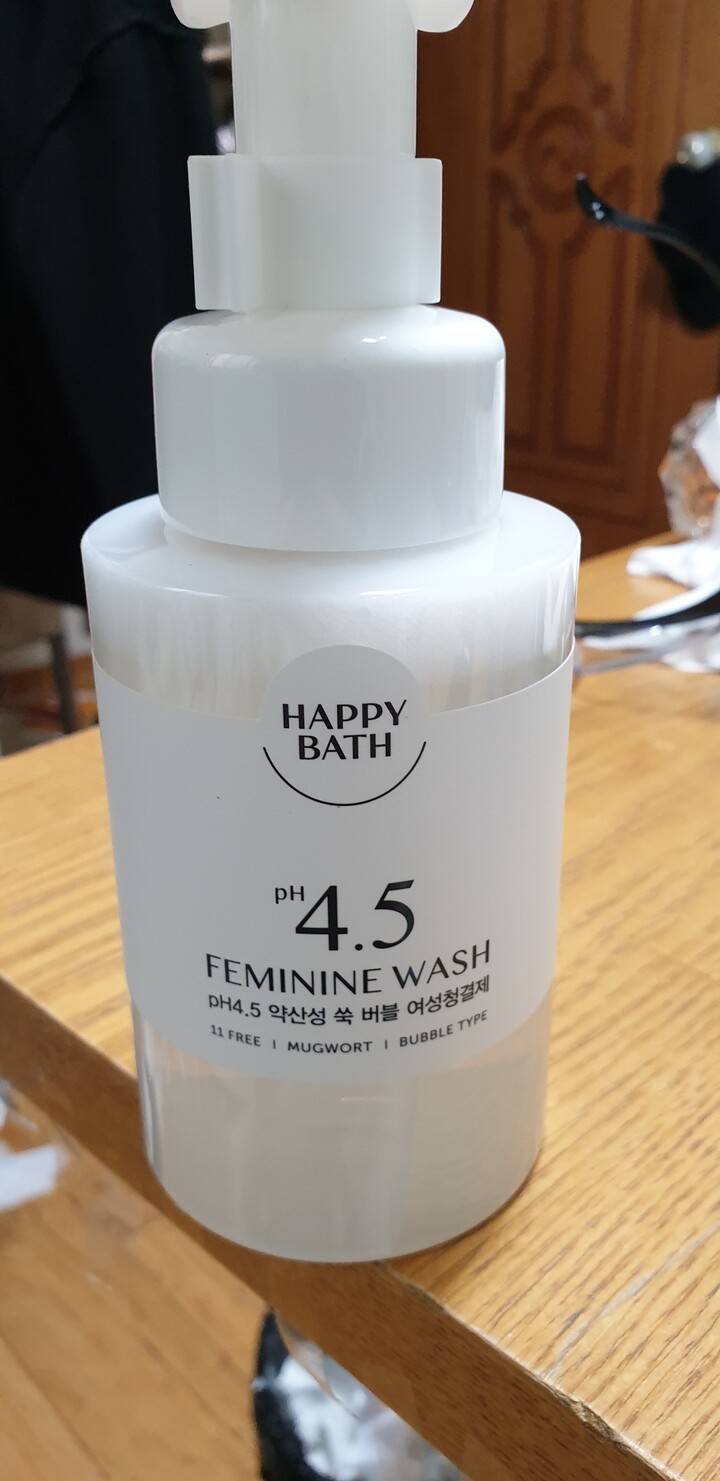 HAPPY
BATH
pH4.5
FEMININE WASH
pH4.5 약산성 쑥 버블 여성청결제
11 FREE | MUGWORT | BUBBLE TYPE